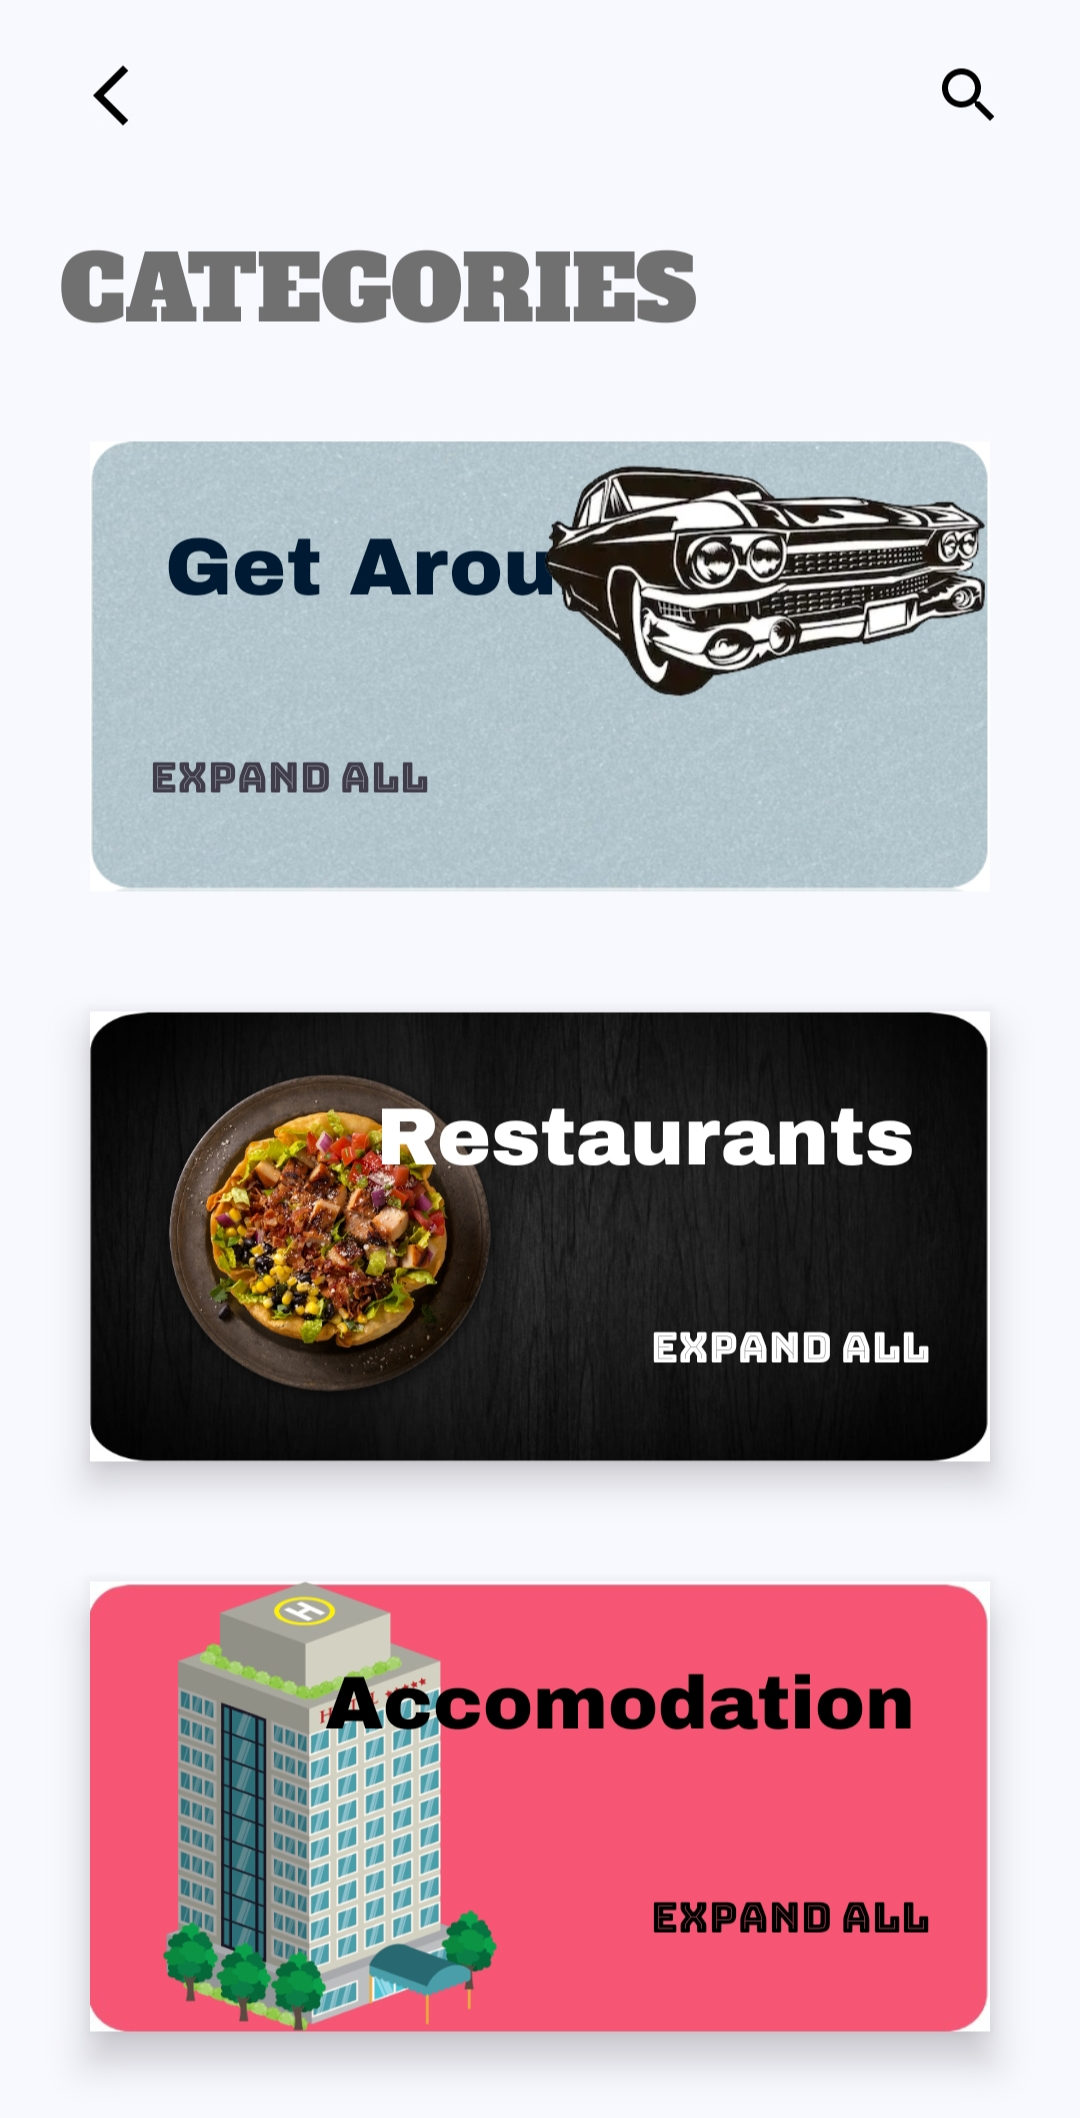 CATEGORIES
Get Arou
EXPAND ALL
Restaurants
EXPAND ALL
H
Accomodation
EXPAND ALL